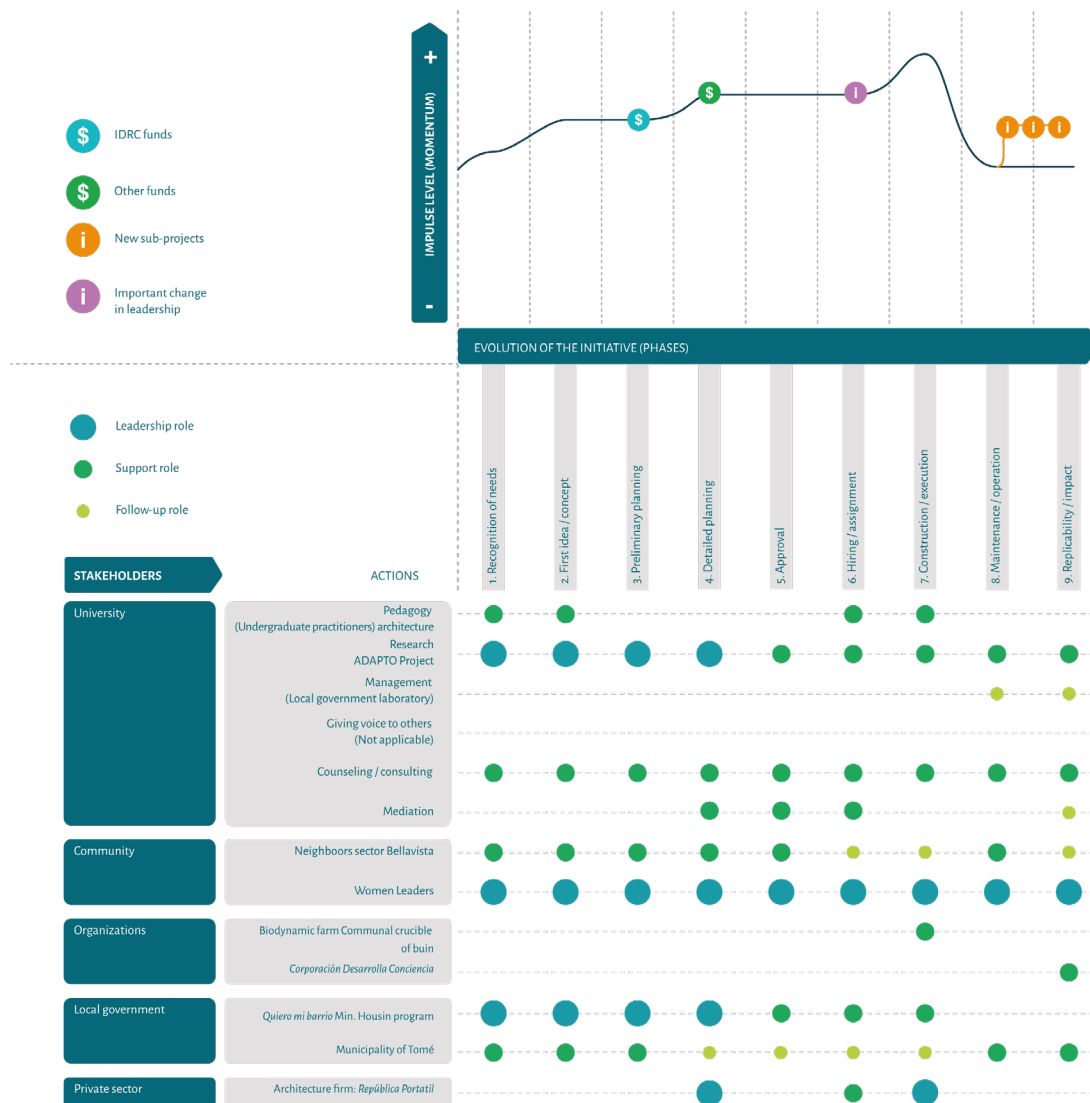 +
IMPULSE LEVEL (MOMENTUM)
-
$
IDRC funds
$
Other funds
i
New sub-projects
i
Important change
in leadership
$
$
i
i
i
i
EVOLUTION OF THE INITIATIVE (PHASES)
Leadership role
Support role
Follow-up role
1. Recognition of needs
2. First idea / concept
3. Preliminary planning
4. Detailed planning
5. Approval
6. Hiring / assignment
7. Construction / execution
8. Maintenance / operation
9. Replicability / impact
STAKEHOLDERS
ACTIONS
University
Pedagogy
(Undergraduate practitioners) architecture
Research
ADAPTO Project
Management
(Local government laboratory)
Giving voice to others
(Not applicable)
Counseling / consulting
Mediation
Community
Neighboors sector Bellavista
Women Leaders
Organizations
Biodynamic farm Communal crucible
of buin
Corporación Desarrolla Conciencia
Local government
Quiero mi barrio Min. Housin program
Municipality of Tomé
Private sector
Architecture firm: República Portatil